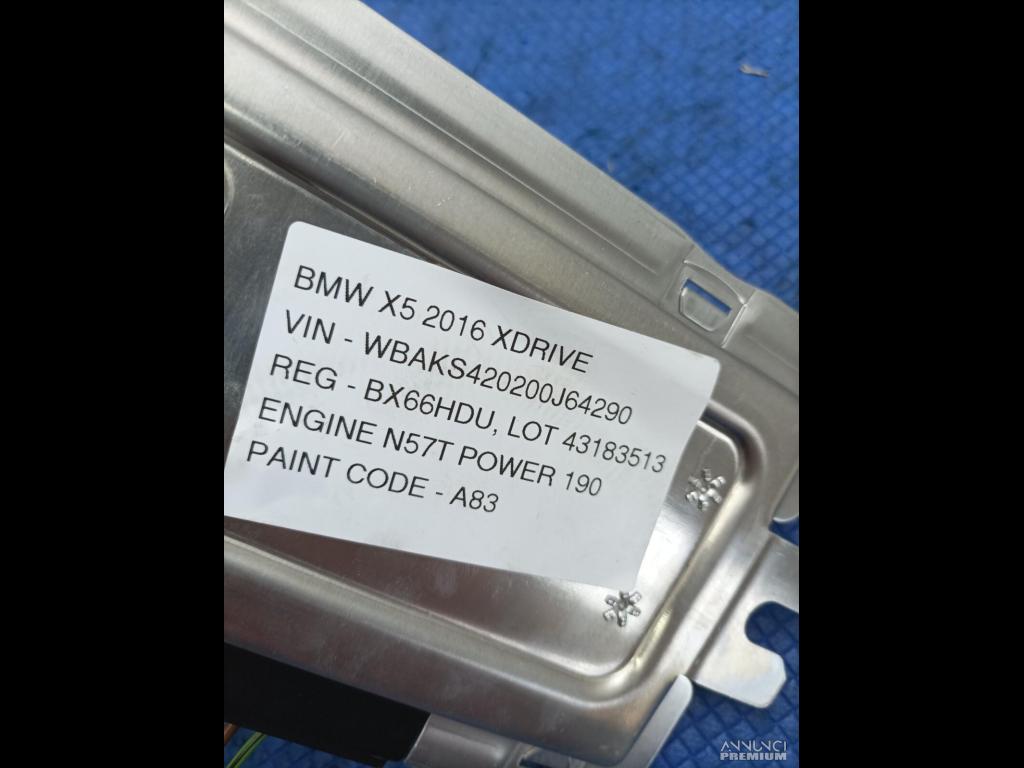 BMW X5 2016 XDRIVE
VIN - WBAKS420200J64290
REG - BX66HDU, LOT 43183513
ENGINE N57T POWER 190
PAINT CODE - A83
ANNUNCI
PREMIUM